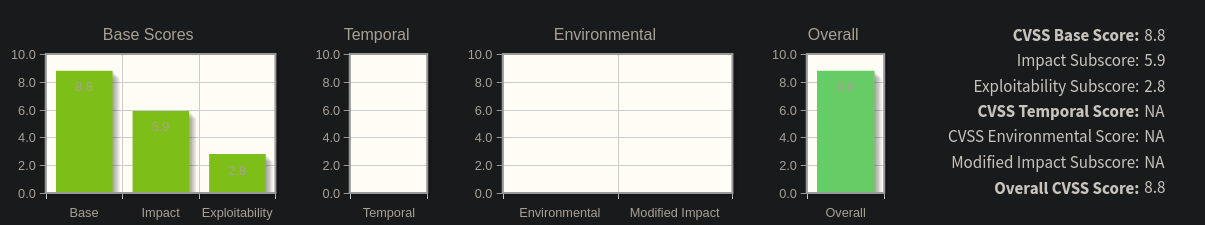 Base Scores
10.0
8.0
6.0
4.0
2.0
0.0
8.8
5.9
2.8
Base Impact Exploitability
Temporal
10.0
8.0
6.0
4.0
2.0
0.0
Temporal
Environmental
10.0
8.0
6.0
4.0
2.0
0.0
Environmental Modified Impact
Overall
10.0
8.0
6.0
4.0
2.0
0.0
8.8
Overall
CVSS Base Score: 8.8
Impact Subscore: 5.9
Exploitability Subscore: 2.8
CVSS Temporal Score: NA
CVSS Environmental Score: NA
Modified Impact Subscore: NA
Overall CVSS Score: 8.8